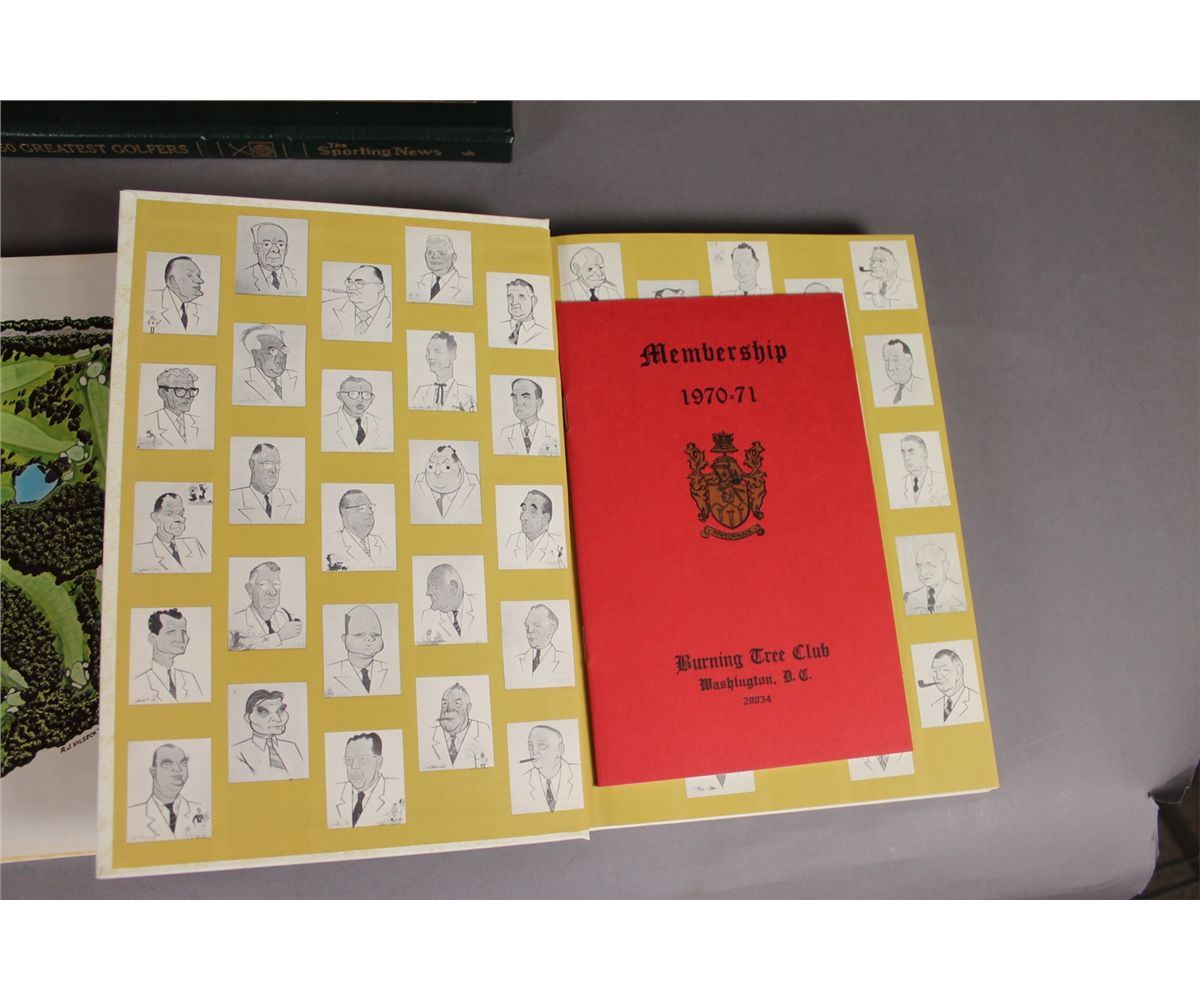 50 GREATEST GOLFERS The Sporting News
Membership
1970-71
Burning Tree Club
Washington, D. C.
20034